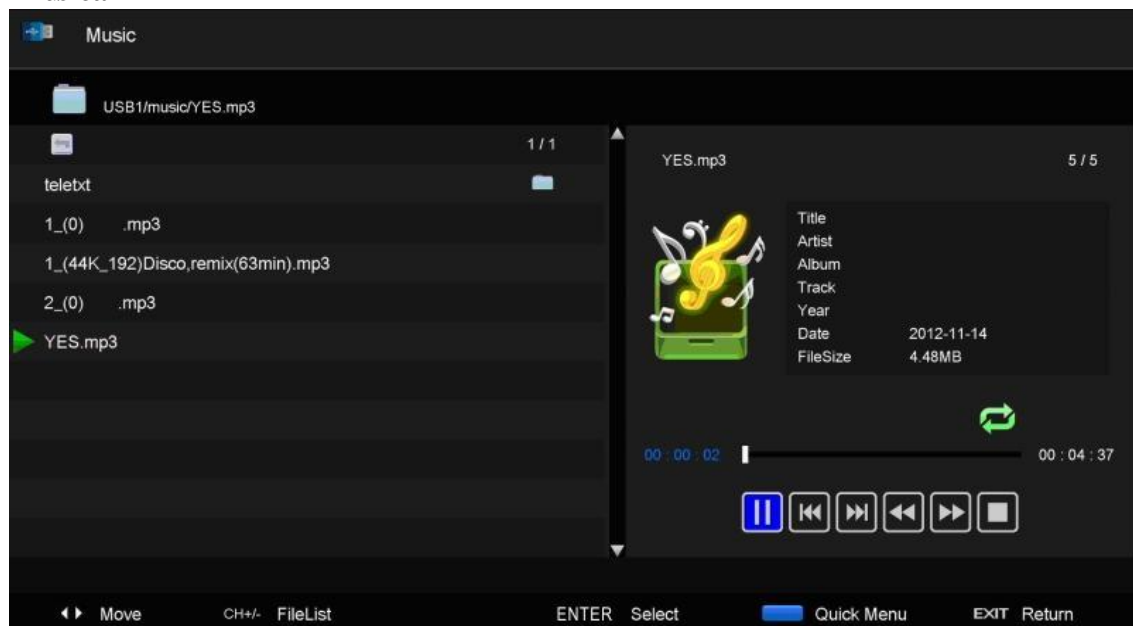 Music
USB1/music/YES.mp3
1 / 1
teletxt
1_(0) .mp3
1_(44K_192)Disco,remix(63min).mp3
2_(0) .mp3
YES.mp3
YES.mp3 5 / 5
Title
Artist
Album
Track
Year
Date 2012-11-14
FileSize 4.48MB
00 : 00 : 02 00 : 04 : 37
Move CH+/- FileList ENTER Select Quick Menu EXIT Return